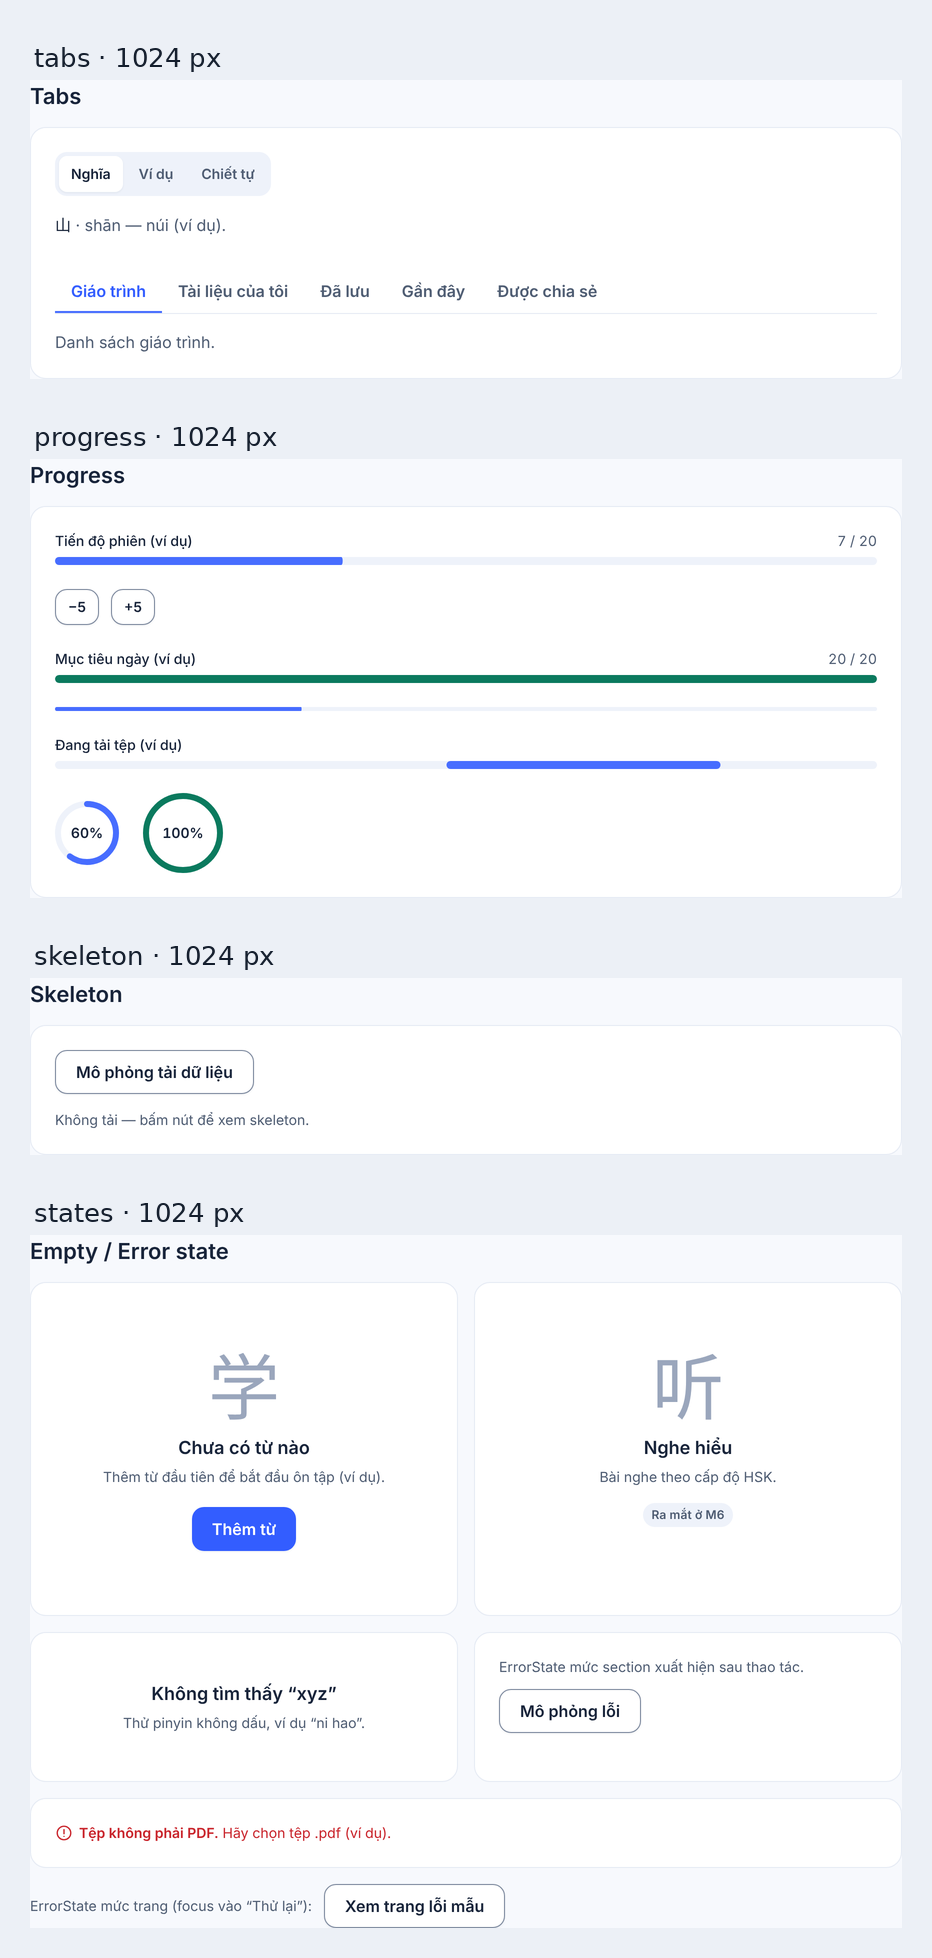 tabs · 1024 px
Tabs
Nghĩa Ví dụ Chiết tự
山 · shān — núi (ví dụ).
Giáo trình Tài liệu của tôi Đã lưu Gần đây Được chia sẻ
Danh sách giáo trình.
progress · 1024 px
Progress
Tiến độ phiên (ví dụ) 7 / 20
−5 +5
Mục tiêu ngày (ví dụ) 20 / 20
Đang tải tệp (ví dụ)
60% 100%
skeleton · 1024 px
Skeleton
Mô phỏng tải dữ liệu
Không tải — bấm nút để xem skeleton.
states · 1024 px
Empty / Error state
学
Chưa có từ nào
Thêm từ đầu tiên để bắt đầu ôn tập (ví dụ).
Thêm từ
听
Nghe hiểu
Bài nghe theo cấp độ HSK.
Ra mắt ở M6
Không tìm thấy “xyz”
Thử pinyin không dấu, ví dụ “ni hao”.
ErrorState mức section xuất hiện sau thao tác.
Mô phỏng lỗi
Tệp không phải PDF. Hãy chọn tệp .pdf (ví dụ).
ErrorState mức trang (focus vào “Thử lại”): Xem trang lỗi mẫu